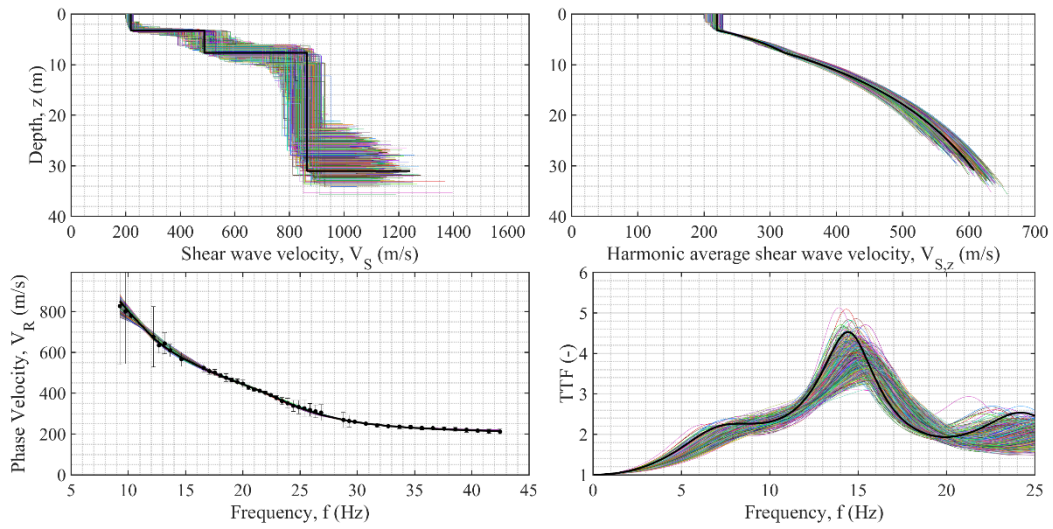 0
10
20
30
40
Depth, z (m)
0 200 400 600 800 1000 1200 1400 1600
Shear wave velocity, V_S (m/s)
0
10
20
30
40
0 100 200 300 400 500 600 700
Harmonic average shear wave velocity, V_{S,z} (m/s)
800
600
400
200
0
Phase Velocity, V_R (m/s)
5 10 15 20 25 30 35 40 45
Frequency, f (Hz)
6
5
4
3
2
1
TTF (-)
0 5 10 15 20 25
Frequency, f (Hz)